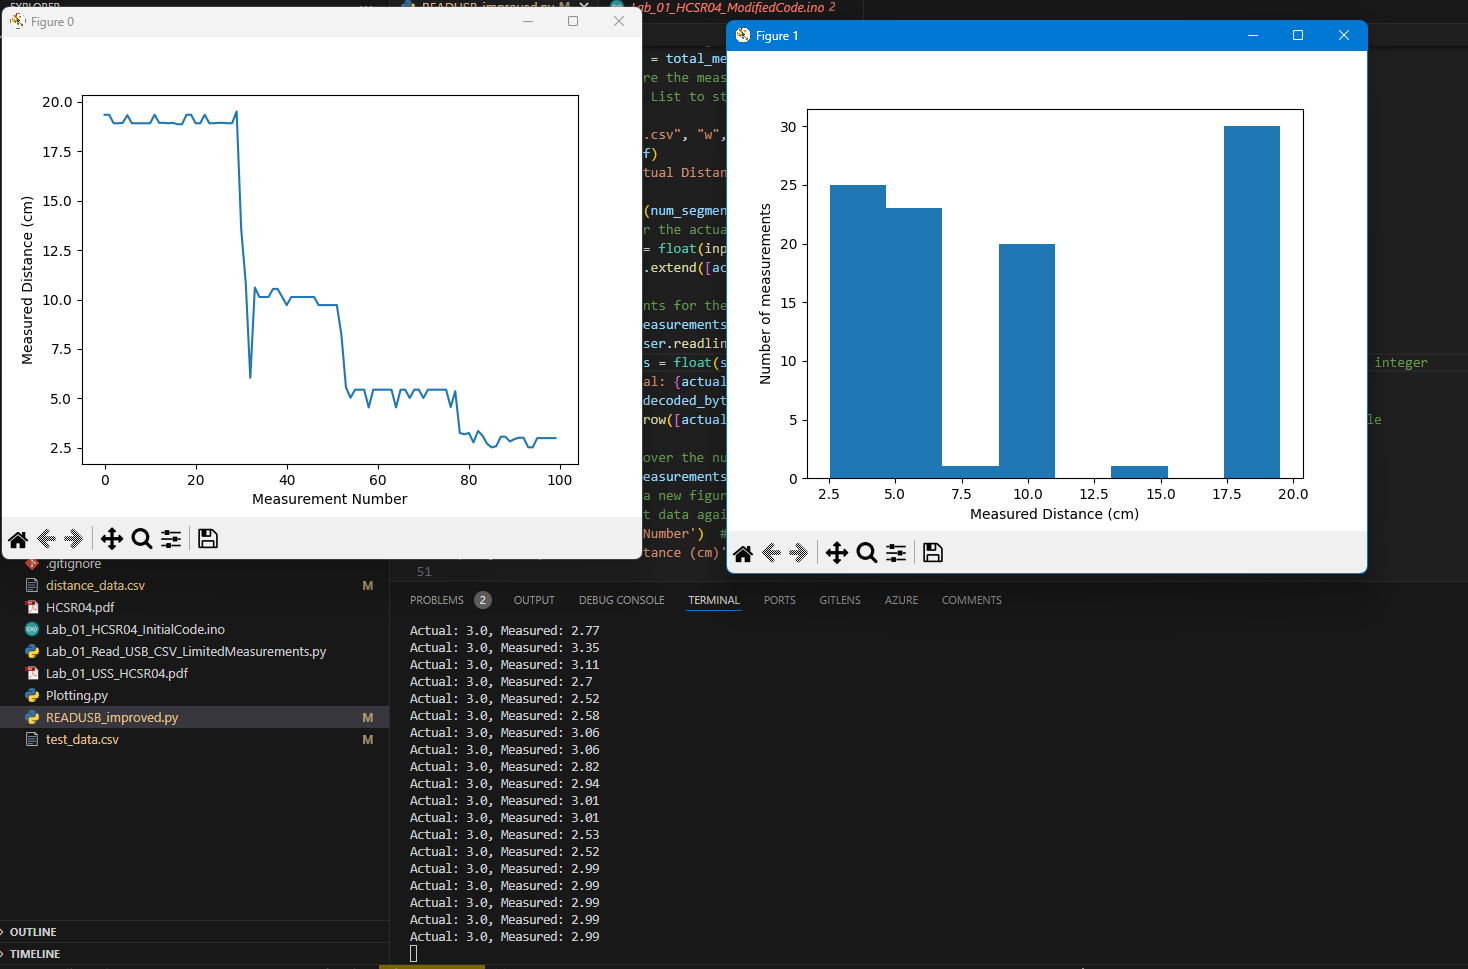 EXPLORER
READUSB_improved.py M
Lab_01_HCSR04_ModifiedCode.ino 2
Figure 0
20.0
17.5
15.0
12.5
10.0
7.5
5.0
2.5
Measured Distance (cm)
0 20 40 60 80 100
Measurement Number
Figure 1
30
25
20
15
10
5
0
Number of measurements
2.5 5.0 7.5 10.0 12.5 15.0 17.5 20.0
Measured Distance (cm)
= total_me
re the meas
List to st
.csv", "w",
f)
tual Distan
(num_segmen
r the actua
= float(inp
.extend([ac
nts for the
easurements
ser.readlin
s = float(s
integer
al: {actual
decoded_byt
row([actual
le
over the nu
easurements
a new figur
t data agai
Number') #
tance (cm)'
51
.gitignore
distance_data.csv M
HCSR04.pdf
Lab_01_HCSR04_InitialCode.ino
Lab_01_Read_USB_CSV_LimitedMeasurements.py
Lab_01_USS_HCSR04.pdf
Plotting.py
READUSB_improved.py M
test_data.csv M
OUTLINE
TIMELINE
PROBLEMS 2 OUTPUT DEBUG CONSOLE TERMINAL PORTS GITLENS AZURE COMMENTS
Actual: 3.0, Measured: 2.77
Actual: 3.0, Measured: 3.35
Actual: 3.0, Measured: 3.11
Actual: 3.0, Measured: 2.7
Actual: 3.0, Measured: 2.52
Actual: 3.0, Measured: 2.58
Actual: 3.0, Measured: 3.06
Actual: 3.0, Measured: 3.06
Actual: 3.0, Measured: 2.82
Actual: 3.0, Measured: 2.94
Actual: 3.0, Measured: 3.01
Actual: 3.0, Measured: 3.01
Actual: 3.0, Measured: 2.53
Actual: 3.0, Measured: 2.52
Actual: 3.0, Measured: 2.99
Actual: 3.0, Measured: 2.99
Actual: 3.0, Measured: 2.99
Actual: 3.0, Measured: 2.99
Actual: 3.0, Measured: 2.99